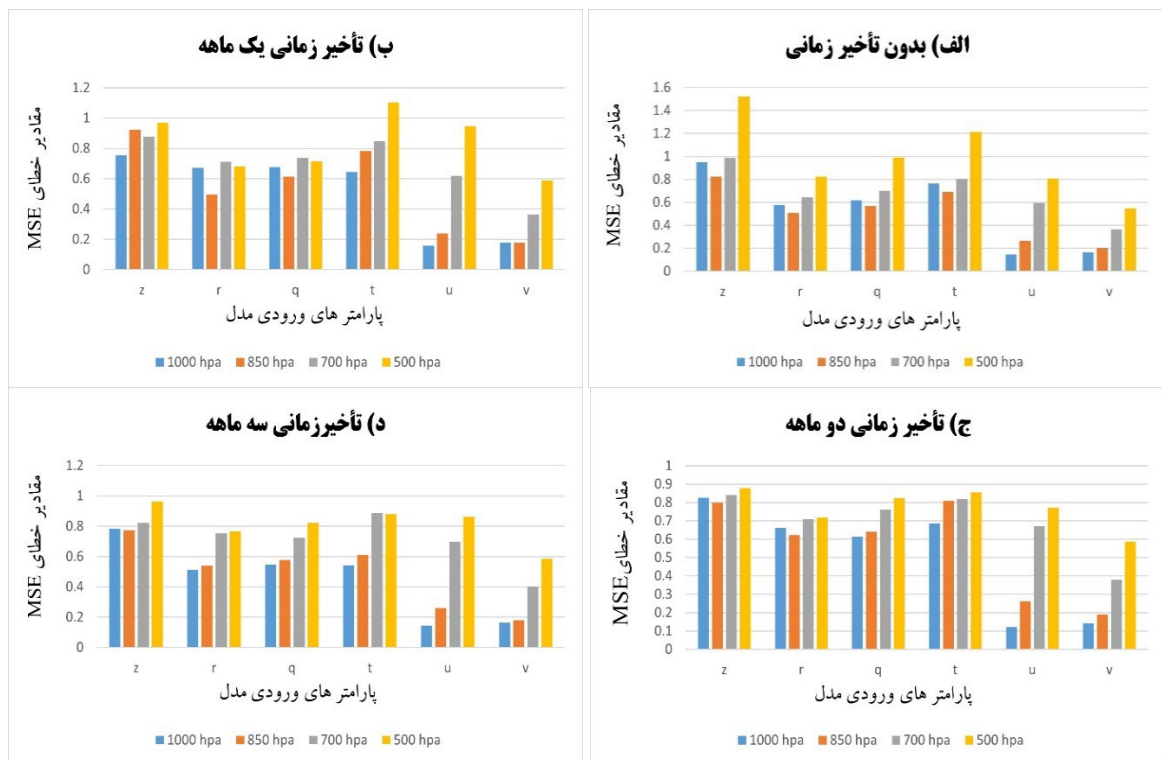 الف) بدون تأخیر زمانی
مقادیر خطای MSE
1.6
1.4
1.2
1
0.8
0.6
0.4
0.2
0
z r q t u v
پارامتر های ورودی مدل
1000 hpa 850 hpa 700 hpa 500 hpa
ب) تأخیر زمانی یک ماهه
مقادیر خطای MSE
1.2
1
0.8
0.6
0.4
0.2
0
z r q t u v
پارامتر های ورودی مدل
1000 hpa 850 hpa 700 hpa 500 hpa
ج) تأخیر زمانی دو ماهه
مقادیر خطای MSE
1
0.9
0.8
0.7
0.6
0.5
0.4
0.3
0.2
0.1
0
z r q t u v
پارامتر های ورودی مدل
1000 hpa 850 hpa 700 hpa 500 hpa
د) تأخیرزمانی سه ماهه
مقادیر خطای MSE
1.2
1
0.8
0.6
0.4
0.2
0
z r q t u v
پارامتر های ورودی مدل
1000 hpa 850 hpa 700 hpa 500 hpa